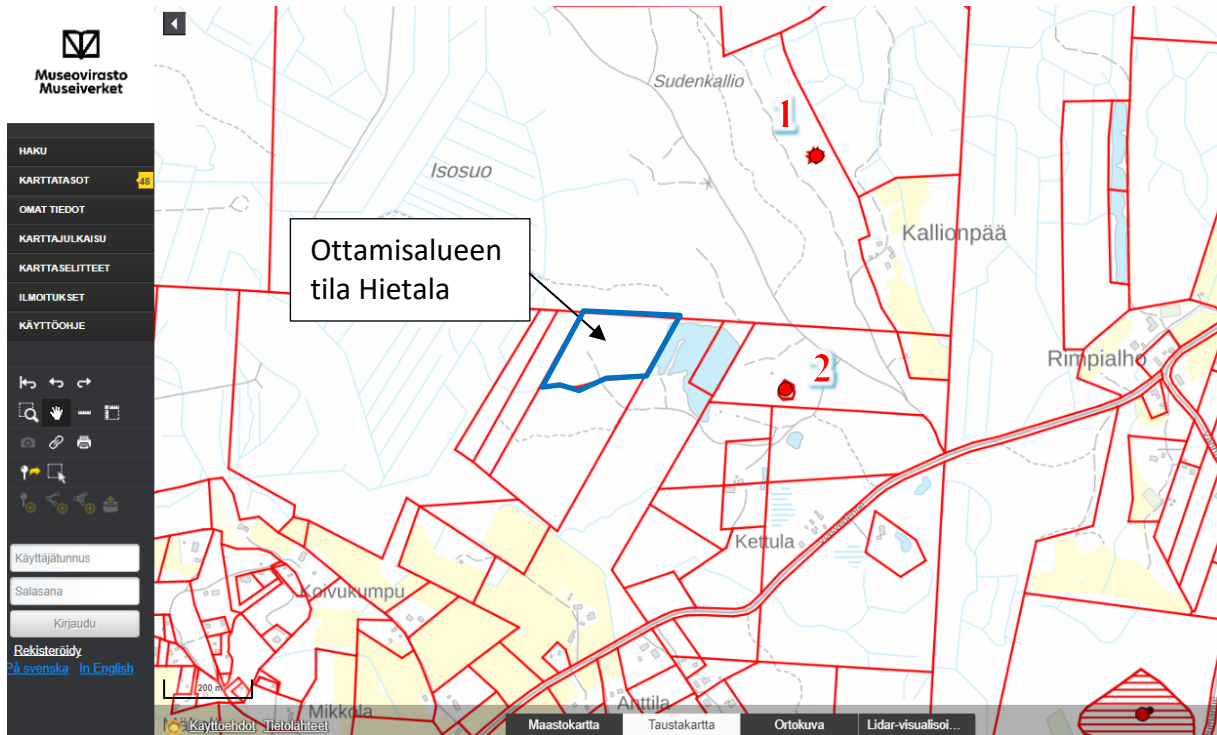 Museovirasto
Museiverket
HAKU
KARTTATASOT
48
OMAT TIEDOT
KARTTAJULKAISU
KARTTASELITTEET
ILMOITUKSET
KÄYTTÖOHJE
Käyttäjätunnus
Salasana
Kirjaudu
Rekisteröidy
På svenska In English
Sudenkallio
1
Isosuo
Kallionpää
Ottamisalueen
tila Hietala
Rimpialho
2
Kettula
Koivukumpu
200 m
Mikkola
Anttila
Käyttöehdot Tietolähteet
Maastokartta
Taustakartta
Ortokuva
Lidar-visualisoi...